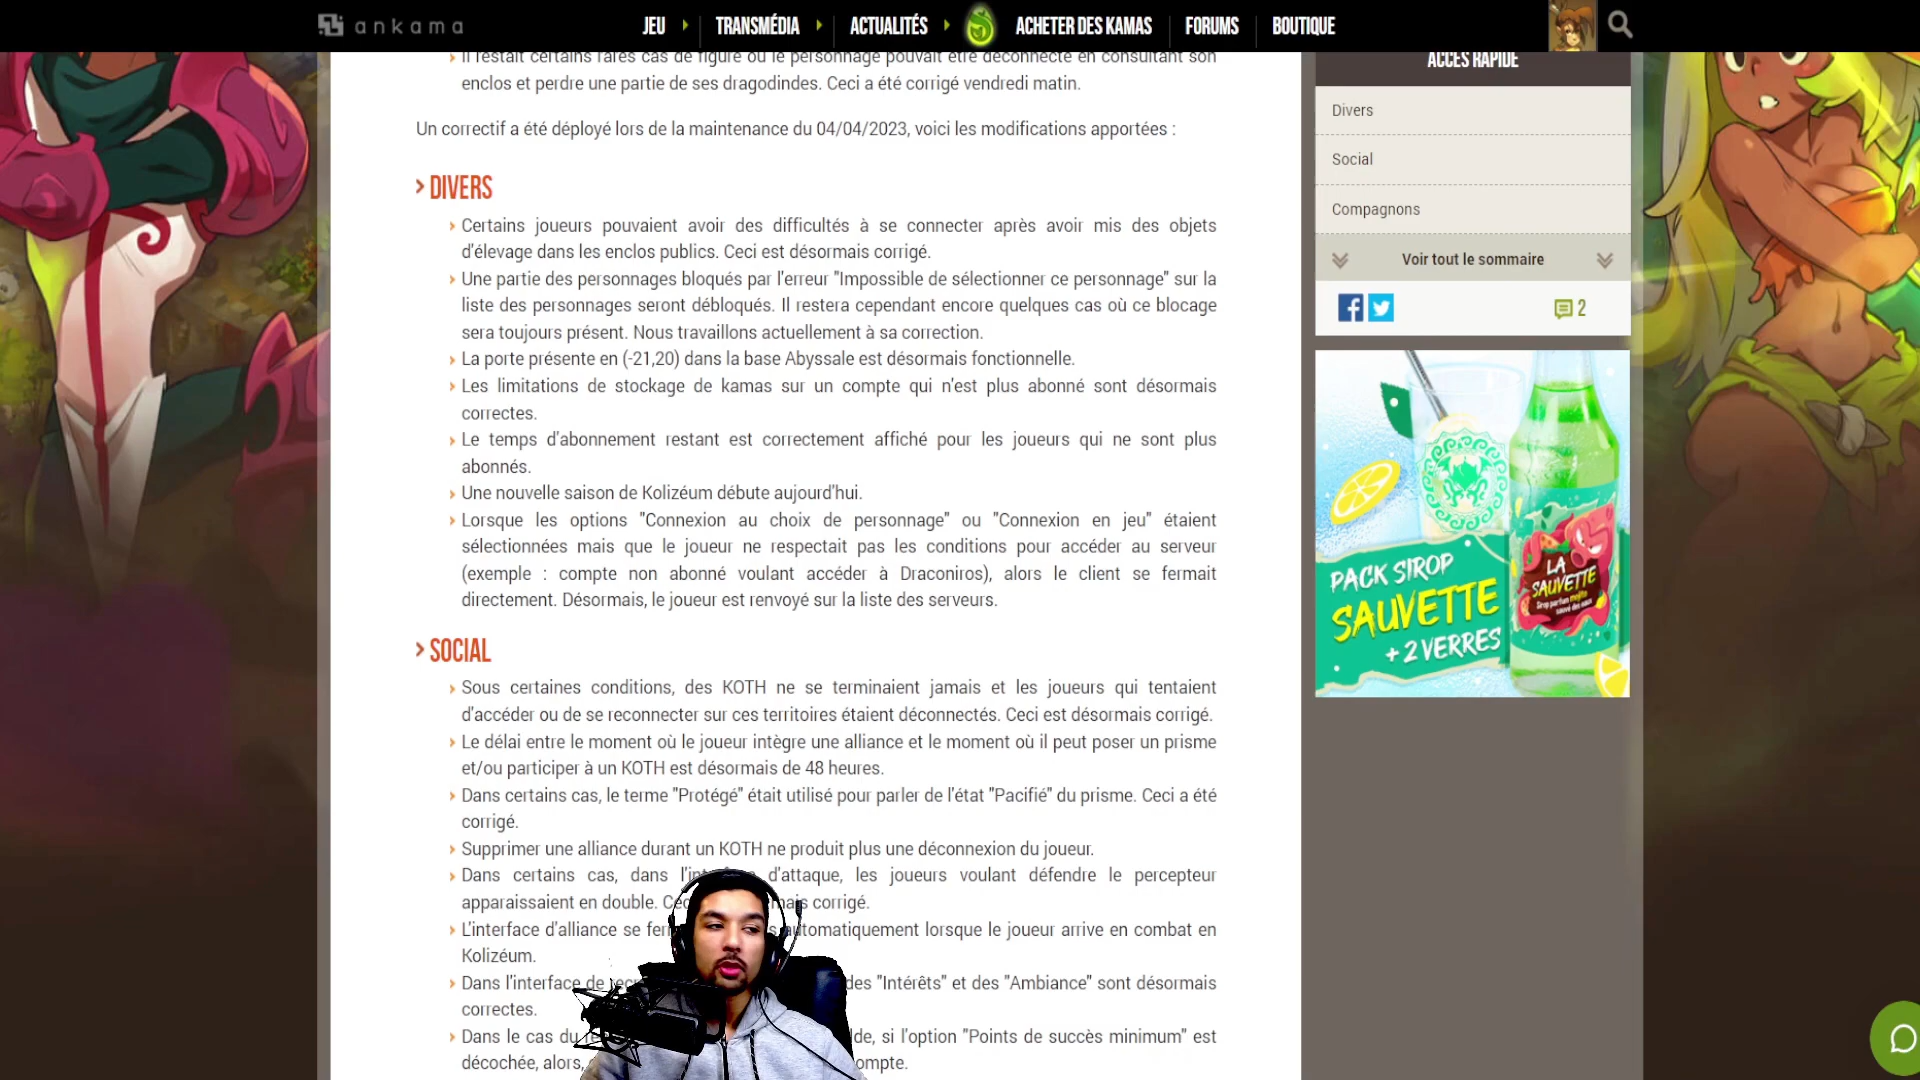 ankama
JEU
TRANSMÉDIA
ACTUALITÉS
ACHETER DES KAMAS
FORUMS
BOUTIQUE
Il restait certains rares cas de figure où le personnage pouvait être déconnecté en consultant son
enclos et perdre une partie de ses dragodindes. Ceci a été corrigé vendredi matin.
Un correctif a été déployé lors de la maintenance du 04/04/2023, voici les modifications apportées :
DIVERS
Certains joueurs pouvaient avoir des difficultés à se connecter après avoir mis des objets
d'élevage dans les enclos publics. Ceci est désormais corrigé.
Une partie des personnages bloqués par l'erreur "Impossible de sélectionner ce personnage" sur la
liste des personnages seront débloqués. Il restera cependant encore quelques cas où ce blocage
sera toujours présent. Nous travaillons actuellement à sa correction.
La porte présente en (-21,20) dans la base Abyssale est désormais fonctionnelle.
Les limitations de stockage de kamas sur un compte qui n'est plus abonné sont désormais
correctes.
Le temps d'abonnement restant est correctement affiché pour les joueurs qui ne sont plus
abonnés.
Une nouvelle saison de Kolizéum débute aujourd'hui.
Lorsque les options "Connexion au choix de personnage" ou "Connexion en jeu" étaient
sélectionnées mais que le joueur ne respectait pas les conditions pour accéder au serveur
(exemple : compte non abonné voulant accéder à Draconiros), alors le client se fermait
directement. Désormais, le joueur est renvoyé sur la liste des serveurs.
SOCIAL
Sous certaines conditions, des KOTH ne se terminaient jamais et les joueurs qui tentaient
d'accéder ou de se reconnecter sur ces territoires étaient déconnectés. Ceci est désormais corrigé.
Le délai entre le moment où le joueur intègre une alliance et le moment où il peut poser un prisme
et/ou participer à un KOTH est désormais de 48 heures.
Dans certains cas, le terme "Protégé" était utilisé pour parler de l'état "Pacifié" du prisme. Ceci a été
corrigé.
Supprimer une alliance durant un KOTH ne produit plus une déconnexion du joueur.
Dans certains cas, dans d'attaque, les joueurs voulant défendre le percepteur
apparaissaient en double. corrigé.
L'interface d'alliance se automatiquement lorsque le joueur arrive en combat en
Kolizéum.
Dans l'interface de des "Intérêts" et des "Ambiance" sont désormais
correctes.
Dans le cas du si l'option "Points de succès minimum" est
décochée, alors,
ACCÈS RAPIDE
Divers
Social
Compagnons
Voir tout le sommaire
2
PACK SIROP
SAUVETTE
+ 2 VERRES
LA
SAUVETTE